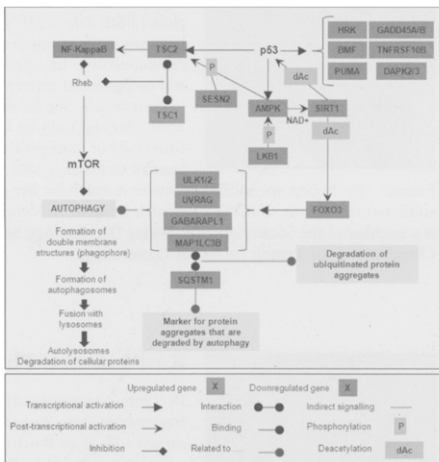 HRK GADD45A/B
NF-KappaB TSC2 p53 BMF TNFRSF10B
P dAc PUMA DAPK2/3
Rheb
SESN2 AMPK SIRT1
TSC1 NAD+ dAc
P
LKB1
mTOR
ULK1/2
AUTOPHAGY UVRAG FOXO3
GABARAPL1
Formation of
double membrane
structures (phagophore)
MAP1LC3B
Degradation of
ubiquitinated protein
aggregates
Formation of
autophagosomes
SQSTM1
Fusion with
lysosomes
Marker for protein
aggregates that are
degraded by autophagy
Autolysosomes
Degradation of cellular proteins
Upregulated gene X Downregulated gene X
Transcriptional activation Interaction Indirect signalling
Post-transcriptional activation Binding Phosphorylation P
Inhibition Related to Deacetylation dAc